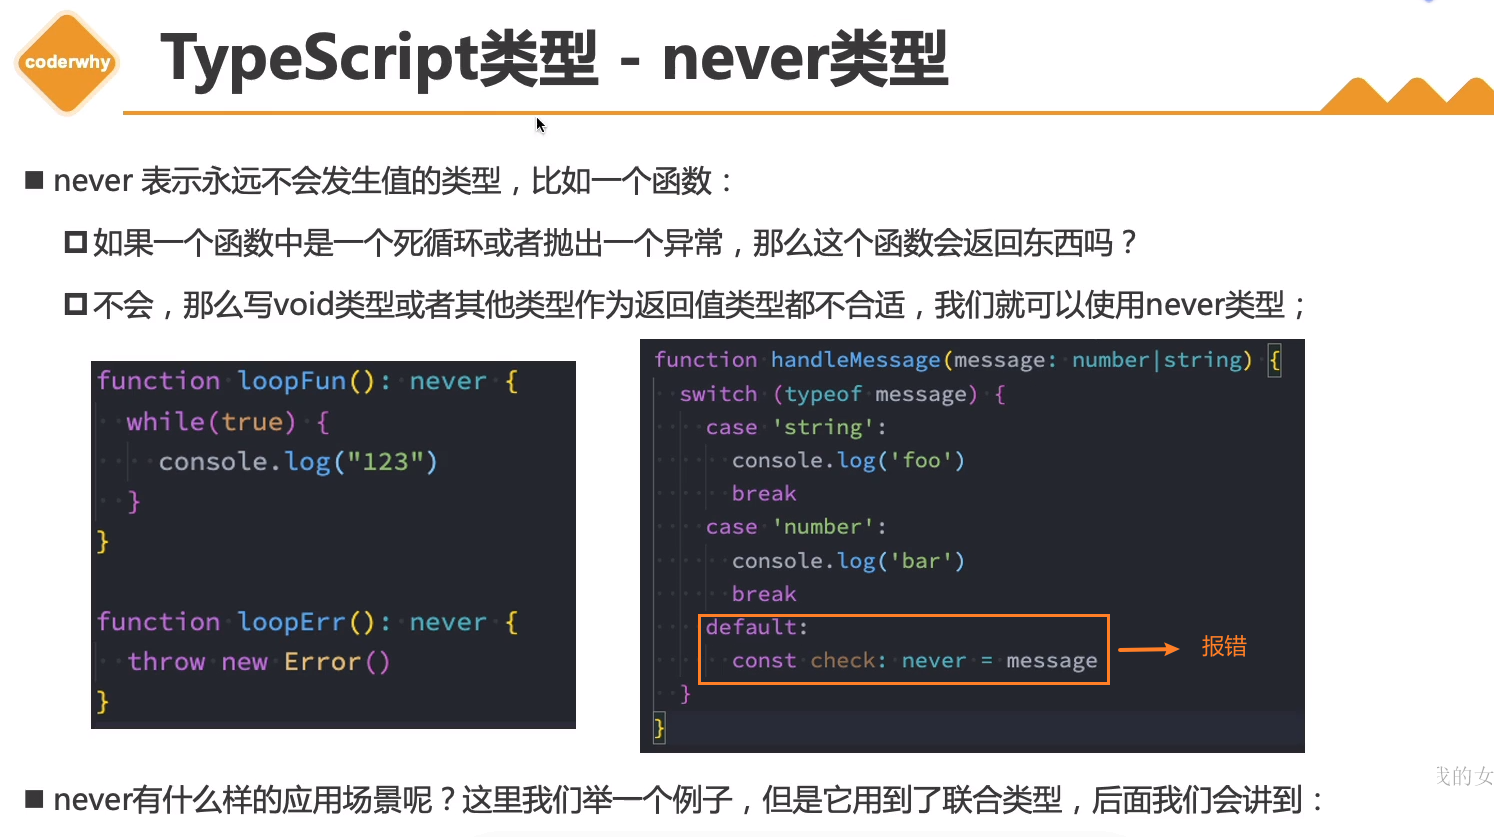 coderwhy
TypeScript类型 - never类型
never 表示永远不会发生值的类型，比如一个函数：
如果一个函数中是一个死循环或者抛出一个异常，那么这个函数会返回东西吗？
不会，那么写void类型或者其他类型作为返回值类型都不合适，我们就可以使用never类型；
function loopFun(): never {
while(true) {
console.log("123")
}
}
function loopErr(): never {
throw new Error()
}
function handleMessage(message: number|string) {
switch (typeof message) {
case 'string':
console.log('foo')
break
case 'number':
console.log('bar')
break
default:
const check: never = message
}
}
报错
never有什么样的应用场景呢？这里我们举一个例子，但是它用到了联合类型，后面我们会讲到：
的女